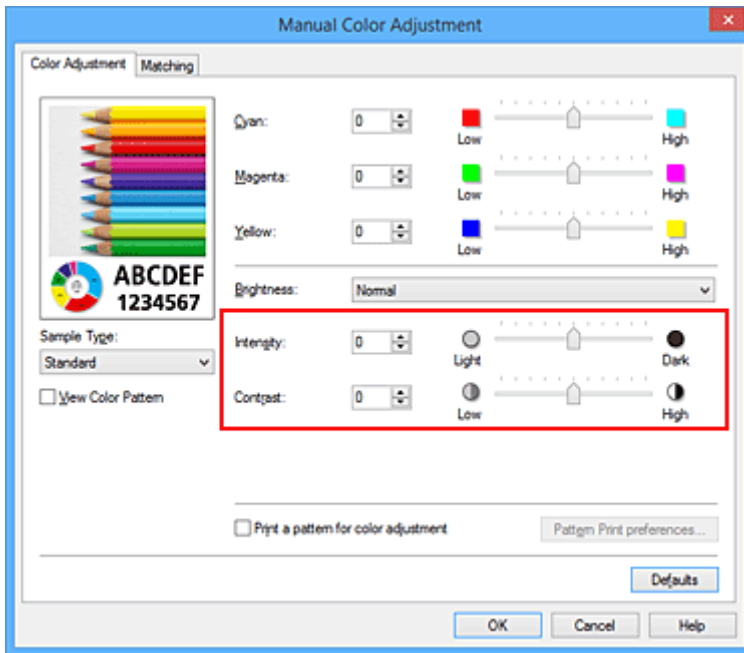 Manual Color Adjustment
Color Adjustment Matching
Cyan: 0 Low High
Magenta: 0 Low High
Yellow: 0 Low High
ABCDEF
1234567
Brightness: Normal
Sample Type:
Standard
View Color Pattern
Intensity: 0 Light Dark
Contrast: 0 Low High
Print a pattern for color adjustment Pattern Print preferences...
Defaults
OK Cancel Help